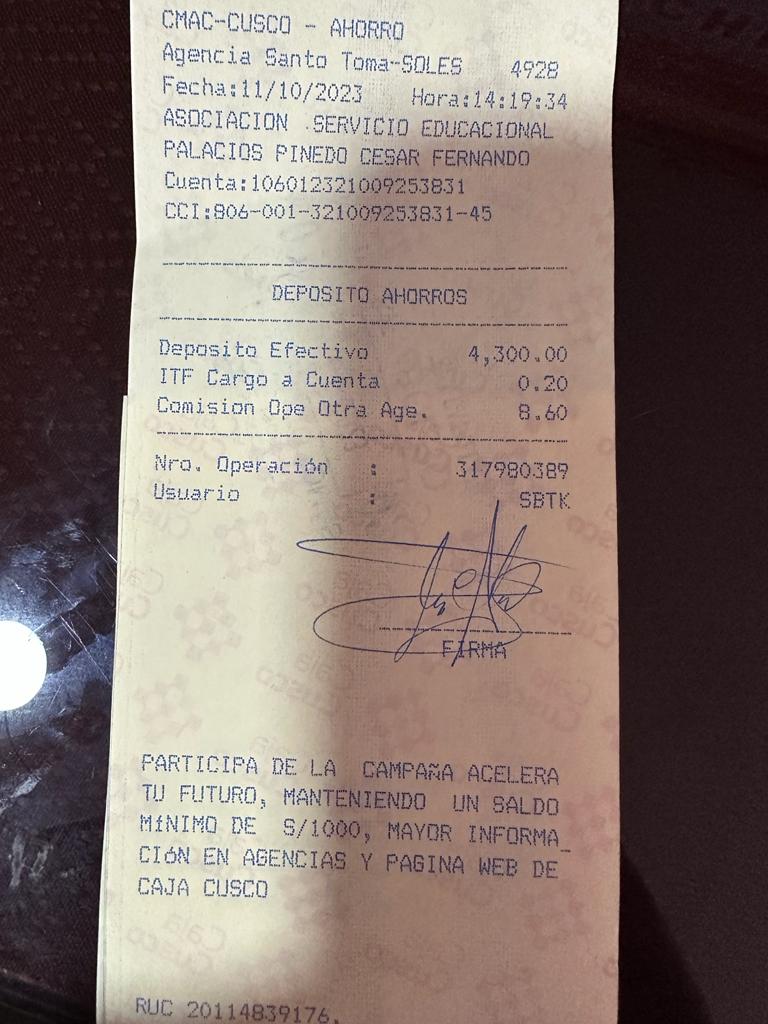 CMAC-CUSCO - AHORRO
Agencia Santo Toma-SOLES 4928
Fecha:11/10/2023 Hora:14:19:34
ASOCIACION .SERVICIO EDUCACIONAL
PALACIOS PINEDO CESAR FERNANDO
Cuenta:106012321009253831
CCI:806-001-321009253831-45
DEPOSITO AHORROS
Deposito Efectivo 4,300.00
ITF Cargo a Cuenta 0.20
Comision Ope Otra Age. 8.60
Nro. Operación : 317980389
Usuario : SBTK
FIRMA
PARTICIPA DE LA CAMPAÑA ACELERA
TU FUTURO, MANTENIENDO UN SALDO
MíNIMO DE S/1000, MAYOR INFORMA_
CIóN EN AGENCIAS Y PAGINA WEB DE
CAJA CUSCO
RUC 20114839176.